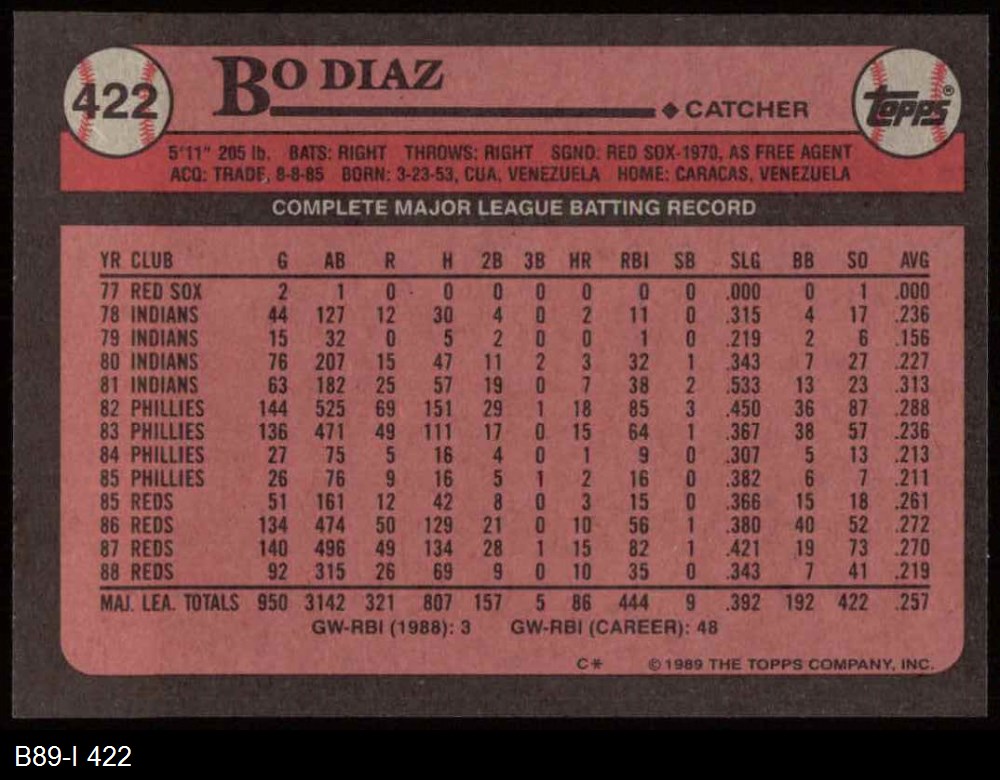 422 BO DIAZ CATCHER Topps®
5'11" 205 lb. BATS: RIGHT THROWS: RIGHT SGND: RED SOX-1970, AS FREE AGENT
ACQ: TRADE, 8-8-85 BORN: 3-23-53, CUA, VENEZUELA HOME: CARACAS, VENEZUELA
COMPLETE MAJOR LEAGUE BATTING RECORD
YR CLUB G AB R H 2B 3B HR RBI SB SLG BB SO AVG
77 RED SOX 2 1 0 0 0 0 0 0 0 .000 0 1 .000
78 INDIANS 44 127 12 30 4 0 2 11 0 .315 4 17 .236
79 INDIANS 15 32 0 5 2 0 0 1 0 .219 2 6 .156
80 INDIANS 76 207 15 47 11 2 3 32 1 .343 7 27 .227
81 INDIANS 63 182 25 57 19 0 7 38 2 .533 13 23 .313
82 PHILLIES 144 525 69 151 29 1 18 85 3 .450 36 87 .288
83 PHILLIES 136 471 49 111 17 0 15 64 1 .367 38 57 .236
84 PHILLIES 27 75 5 16 4 0 1 9 0 .307 5 13 .213
85 PHILLIES 26 76 9 16 5 1 2 16 0 .382 6 7 .211
85 REDS 51 161 12 42 8 0 3 15 0 .366 15 18 .261
86 REDS 134 474 50 129 21 0 10 56 1 .380 40 52 .272
87 REDS 140 496 49 134 28 1 15 82 1 .421 19 73 .270
88 REDS 92 315 26 69 9 0 10 35 0 .343 7 41 .219
MAJ. LEA. TOTALS 950 3142 321 807 157 5 86 444 9 .392 192 422 .257
GW-RBI (1988): 3 GW-RBI (CAREER): 48
C* © 1989 THE TOPPS COMPANY, INC.
B89-I 422